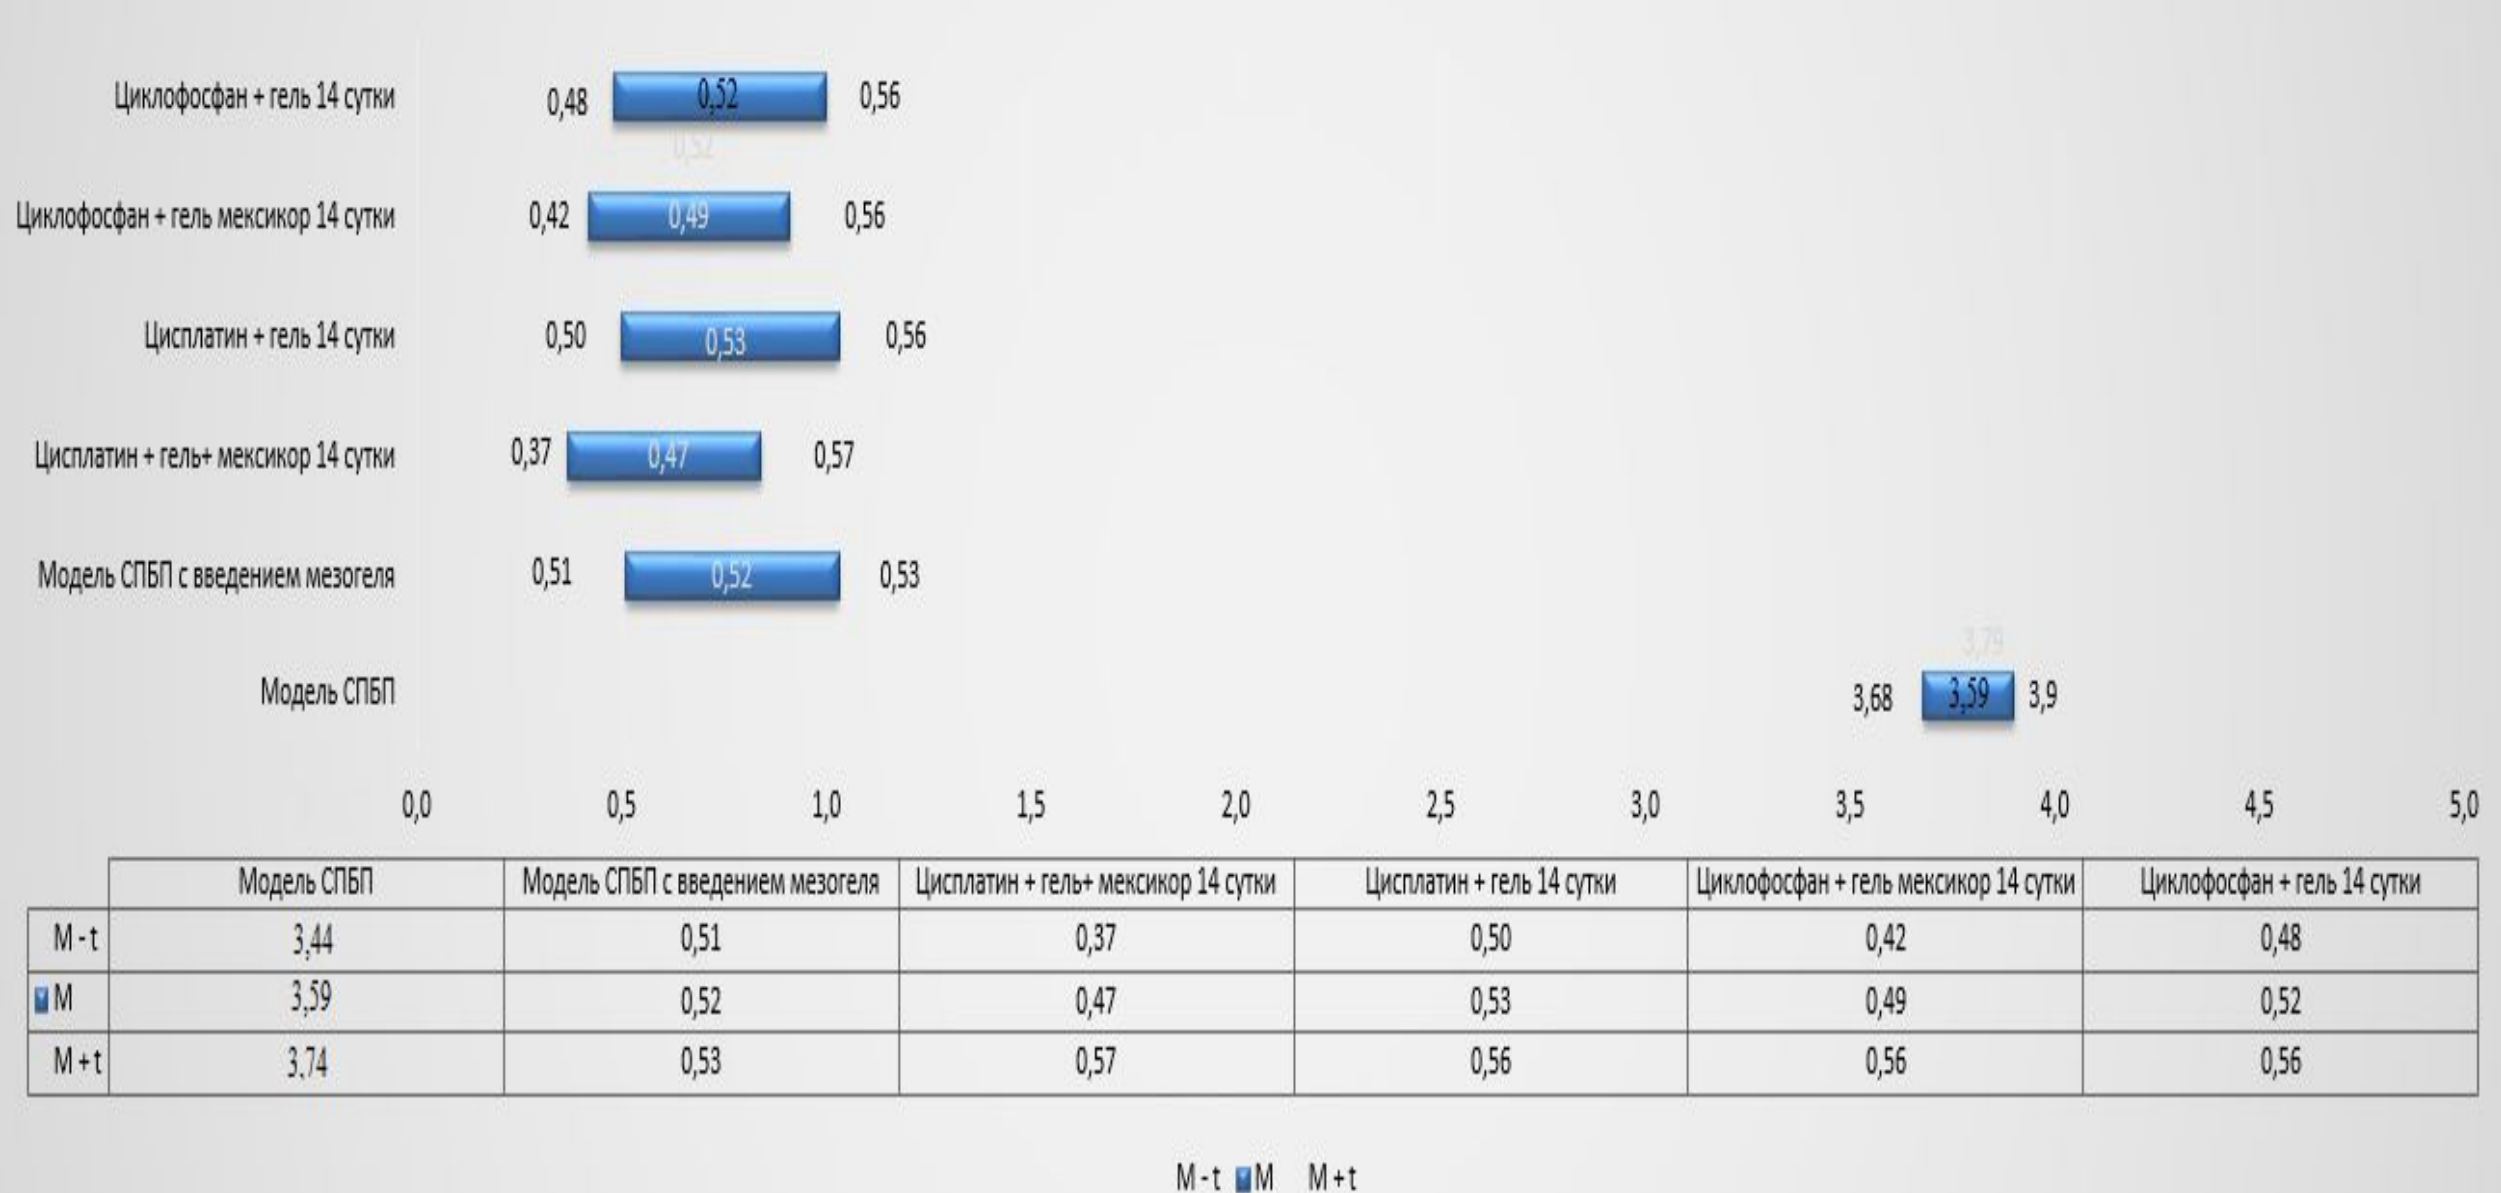 Циклофосфан + гель 14 сутки 0,48 0,52 0,56
0,52
Циклофосфан + гель мексикор 14 сутки 0,42 0,49 0,56
Цисплатин + гель 14 сутки 0,50 0,53 0,56
Цисплатин + гель+ мексикор 14 сутки 0,37 0,47 0,57
Модель СПБП с введением мезогеля 0,51 0,52 0,53
3,79
Модель СПБП 3,68 3,59 3,9
0,0 0,5 1,0 1,5 2,0 2,5 3,0 3,5 4,0 4,5 5,0
Модель СПБП Модель СПБП с введением мезогеля Цисплатин + гель+ мексикор 14 сутки Цисплатин + гель 14 сутки Циклофосфан + гель мексикор 14 сутки Циклофосфан + гель 14 сутки
M - t 3,44 0,51 0,37 0,50 0,42 0,48
M 3,59 0,52 0,47 0,53 0,49 0,52
M + t 3.74 0,53 0,57 0,56 0,56 0,56
M - t M M + t